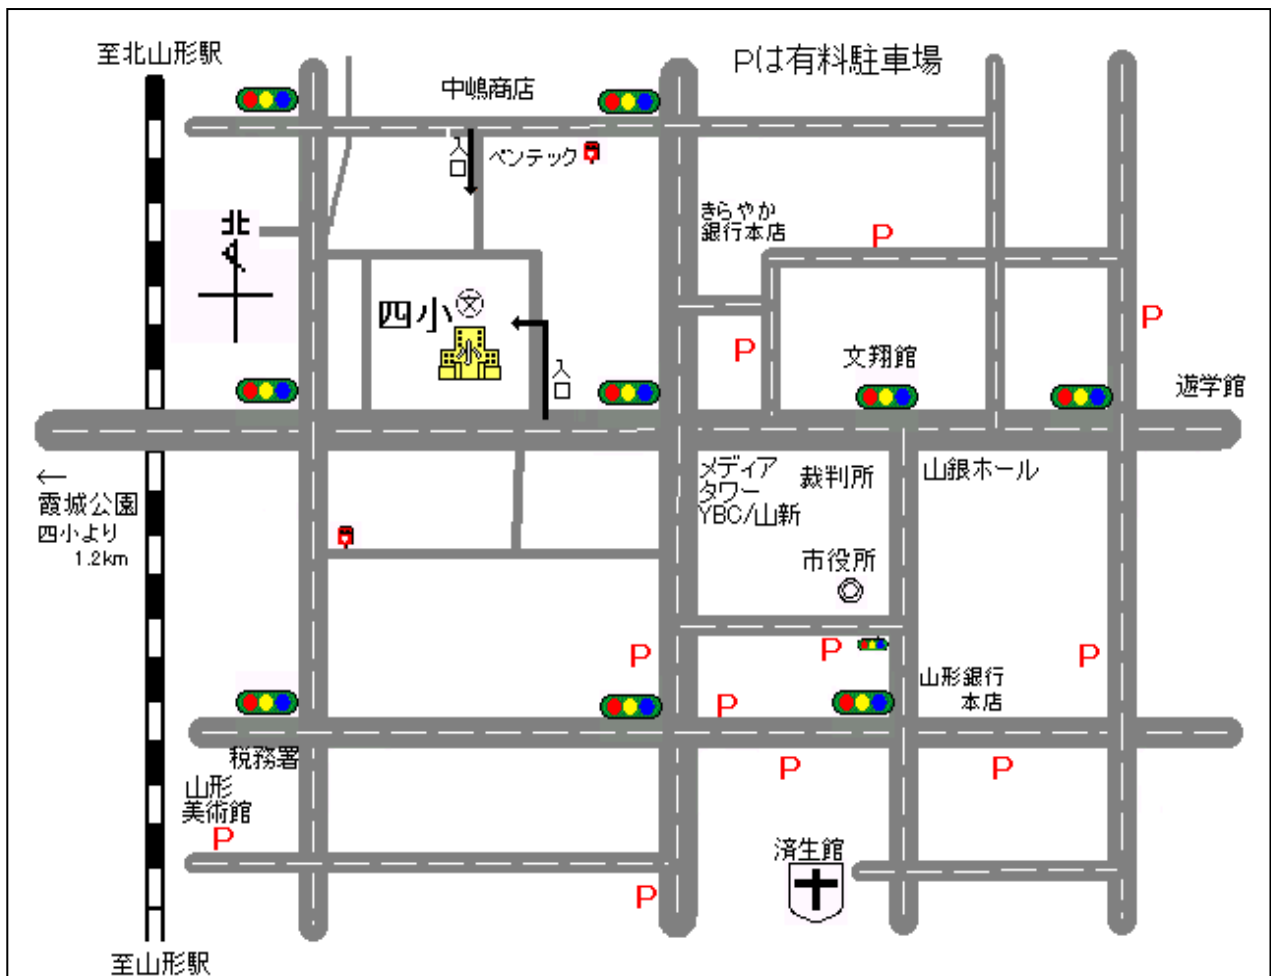 至北山形駅
Pは有料駐車場
中嶋商店
入口
ペンテック
きらやか
銀行本店
P
北
四小
文
小
P
P
文翔館
入口
遊学館
←
霞城公園
四小より
1.2km
メディア
タワー
YBC/山新
裁判所
山銀ホール
市役所
P
P
P
P
山形銀行
本店
税務署
P
P
山形
美術館
P
済生館
P
至山形駅